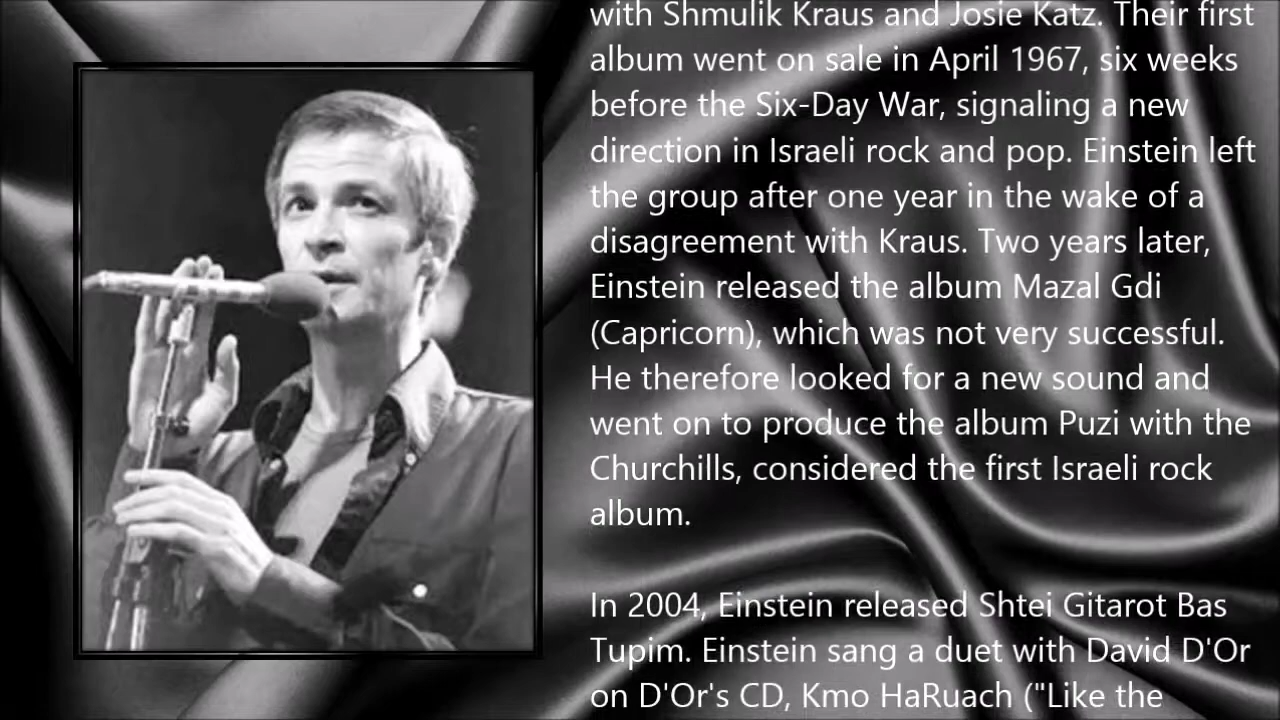 with Shmulik Kraus and Josie Katz. Their first
album went on sale in April 1967, six weeks
before the Six-Day War, signaling a new
direction in Israeli rock and pop. Einstein left
the group after one year in the wake of a
disagreement with Kraus. Two years later,
Einstein released the album Mazal Gdi
(Capricorn), which was not very successful.
He therefore looked for a new sound and
went on to produce the album Puzi with the
Churchills, considered the first Israeli rock
album.
In 2004, Einstein released Shtei Gitarot Bas
Tupim. Einstein sang a duet with David D'Or
on D'Or's CD, Kmo HaRuach ("Like the